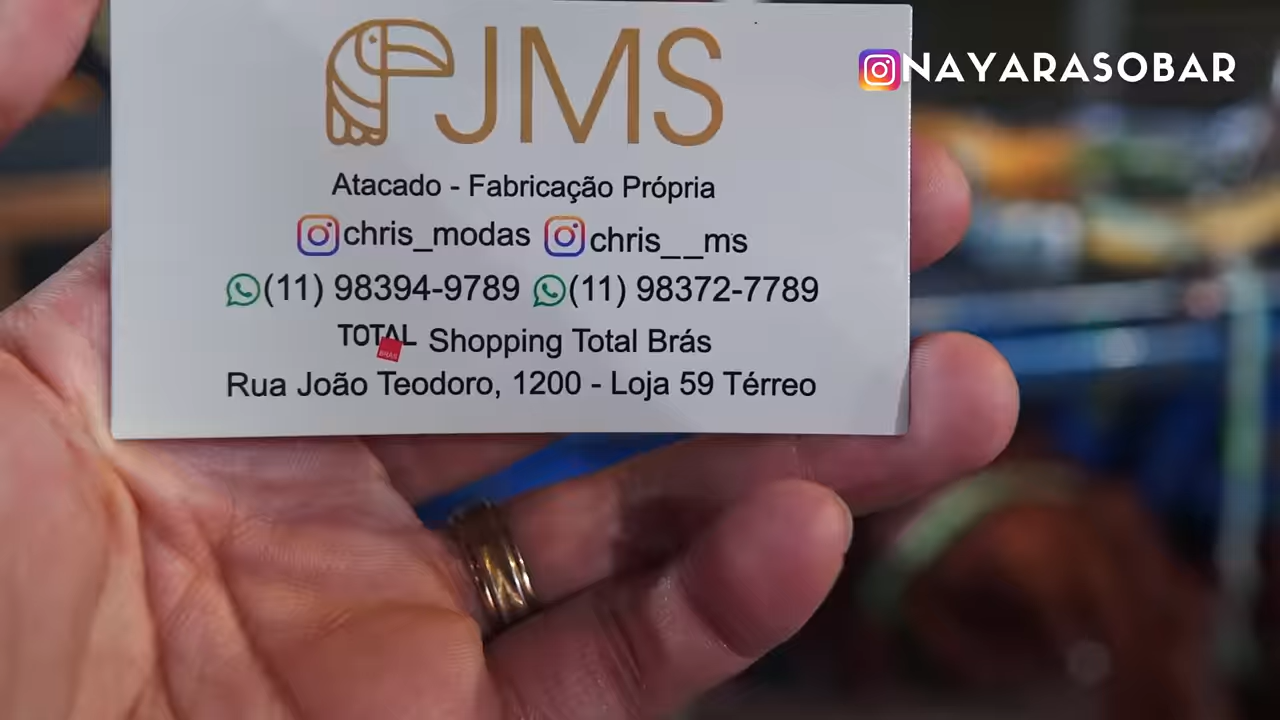 JMS
NAYARASOBAR
Atacado - Fabricação Própria
chris_modas chris__ms
(11) 98394-9789 (11) 98372-7789
TOTAL BRÁS Shopping Total Brás
Rua João Teodoro, 1200 - Loja 59 Térreo